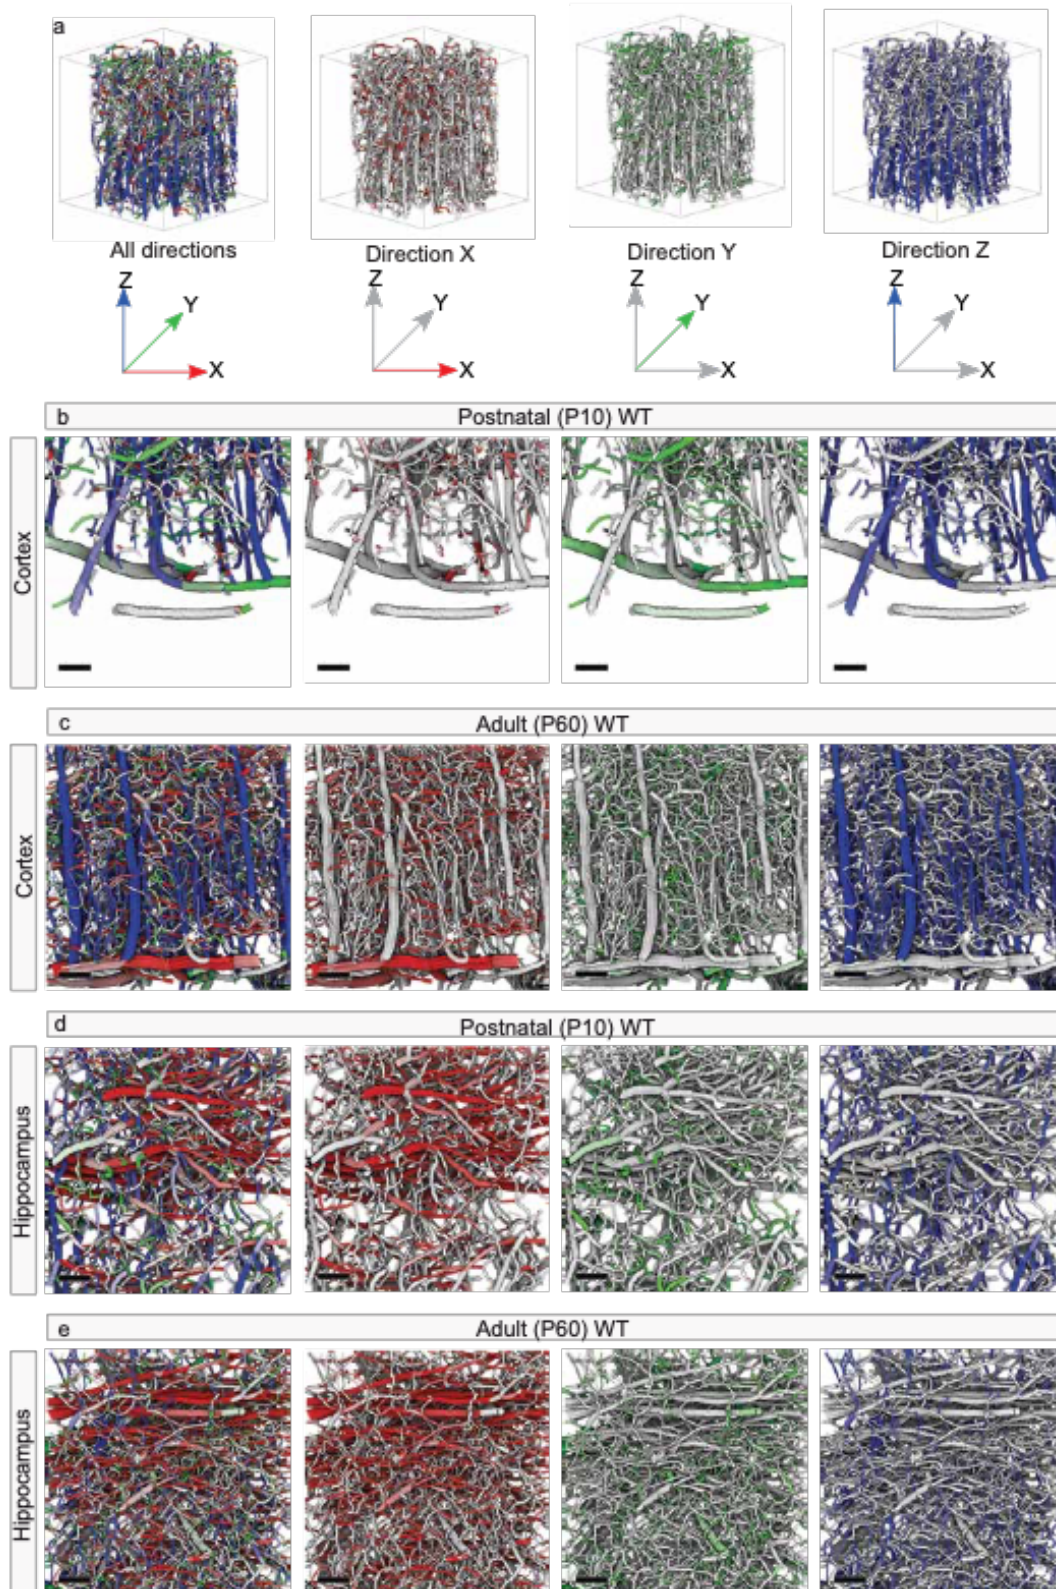 a
All directions
Direction X
Direction Y
Direction Z
Z
Y
X
Z
Y
X
Z
Y
X
Z
Y
X
b
Postnatal (P10) WT
Cortex
c
Adult (P60) WT
Cortex
d
Postnatal (P10) WT
Hippocampus
e
Adult (P60) WT
Hippocampus